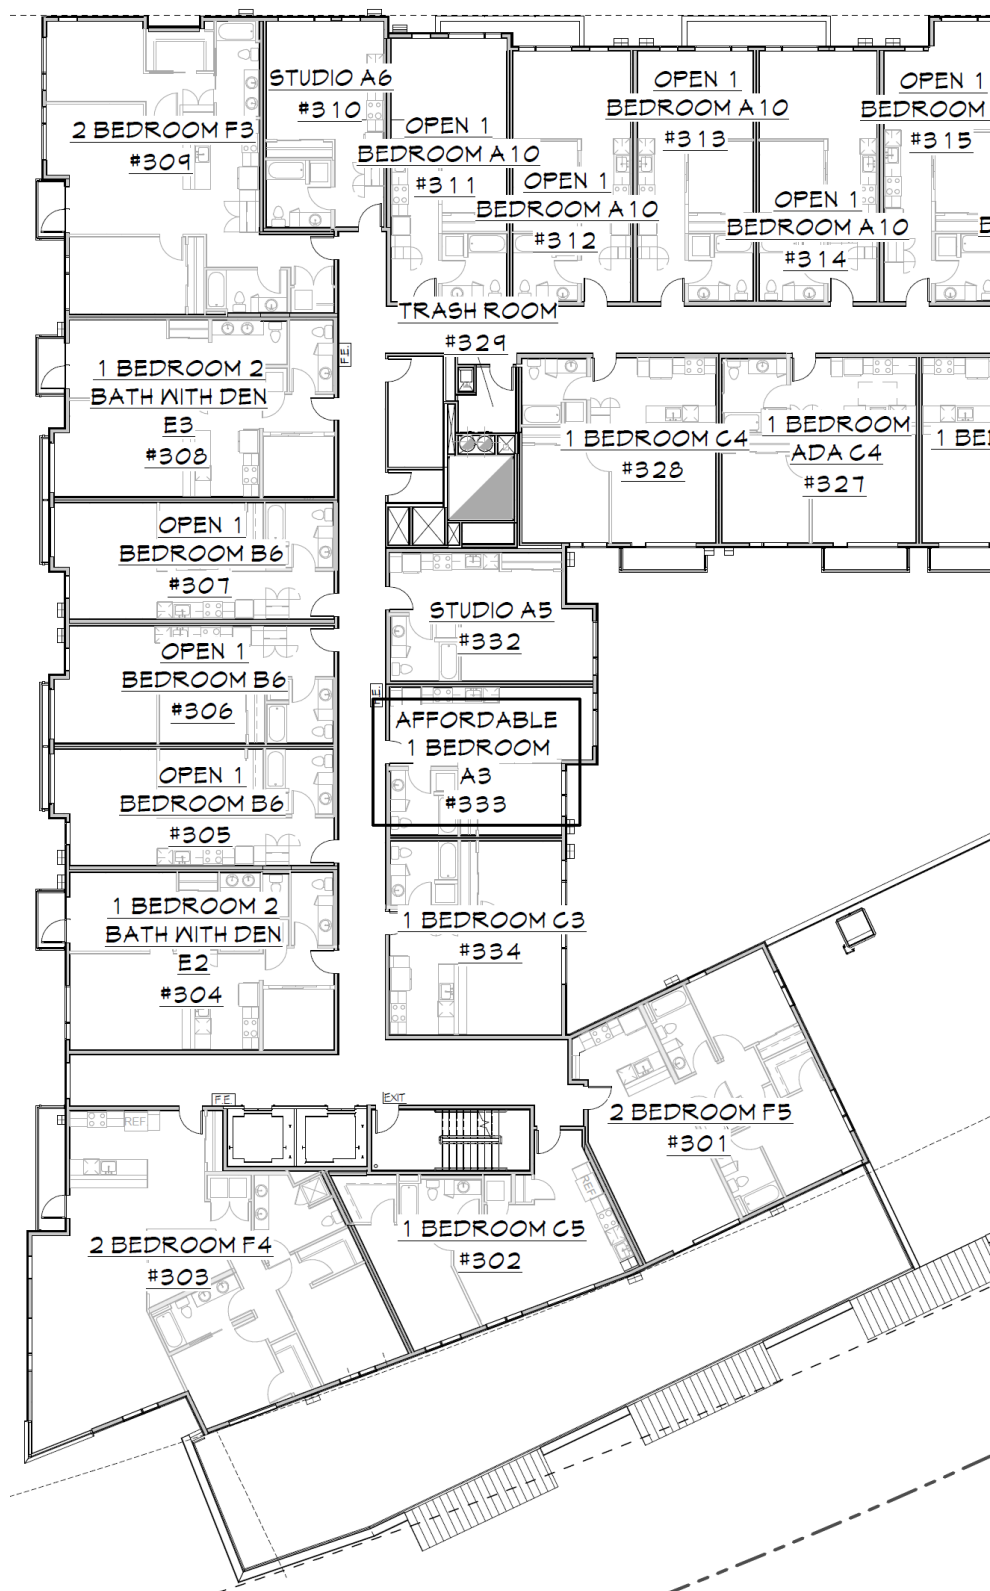 2 BEDROOM F3
#309
STUDIO A6
#310
OPEN 1
BEDROOM A10
#311
OPEN 1
BEDROOM A10
#312
OPEN 1
BEDROOM A10
#313
OPEN 1
BEDROOM A10
#314
OPEN 1
BEDROOM
#315
TRASH ROOM
#329
F.E.
1 BEDROOM 2
BATH WITH DEN
E3
#308
1 BEDROOM C4
#328
1 BEDROOM
ADA C4
#327
OPEN 1
BEDROOM B6
#307
STUDIO A5
#332
OPEN 1
BEDROOM B6
#306
F.E.
AFFORDABLE
1 BEDROOM
A3
#333
OPEN 1
BEDROOM B6
#305
1 BEDROOM 2
BATH WITH DEN
E2
#304
1 BEDROOM C3
#334
F.E.
EXIT
REF
2 BEDROOM F5
#301
REF
2 BEDROOM F4
#303
1 BEDROOM C5
#302